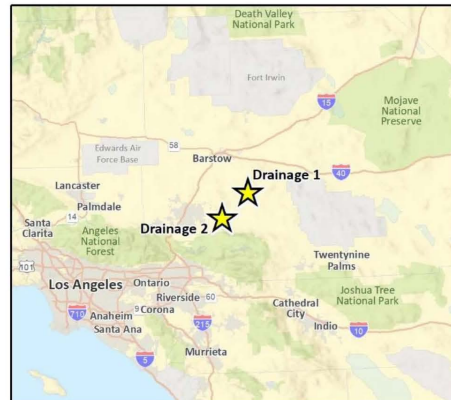 Death Valley
National Park
Fort Irwin
15
Mojave
National
Preserve
Edwards Air
Force Base
58
Barstow
40
Drainage 1
Lancaster
Palmdale
14
Santa
Clarita
Angeles
National
Forest
Drainage 2
101
Twentynine
Palms
Los Angeles
Ontario
Riverside
60
Joshua Tree
National Park
Cathedral
City
710
Anaheim
9
Corona
Santa Ana
215
Indio
10
Murrieta
5